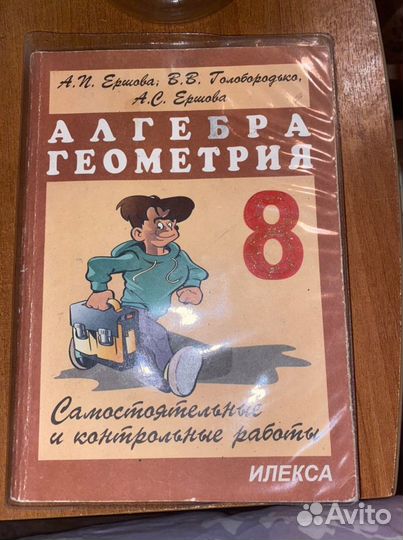 А.П. Ершова, В.В. Голобородько,
А.С. Ершова
АЛГЕБРА
ГЕОМЕТРИЯ
8
Самостоятельные
и контрольные работы
ИЛЕКСА
Avito